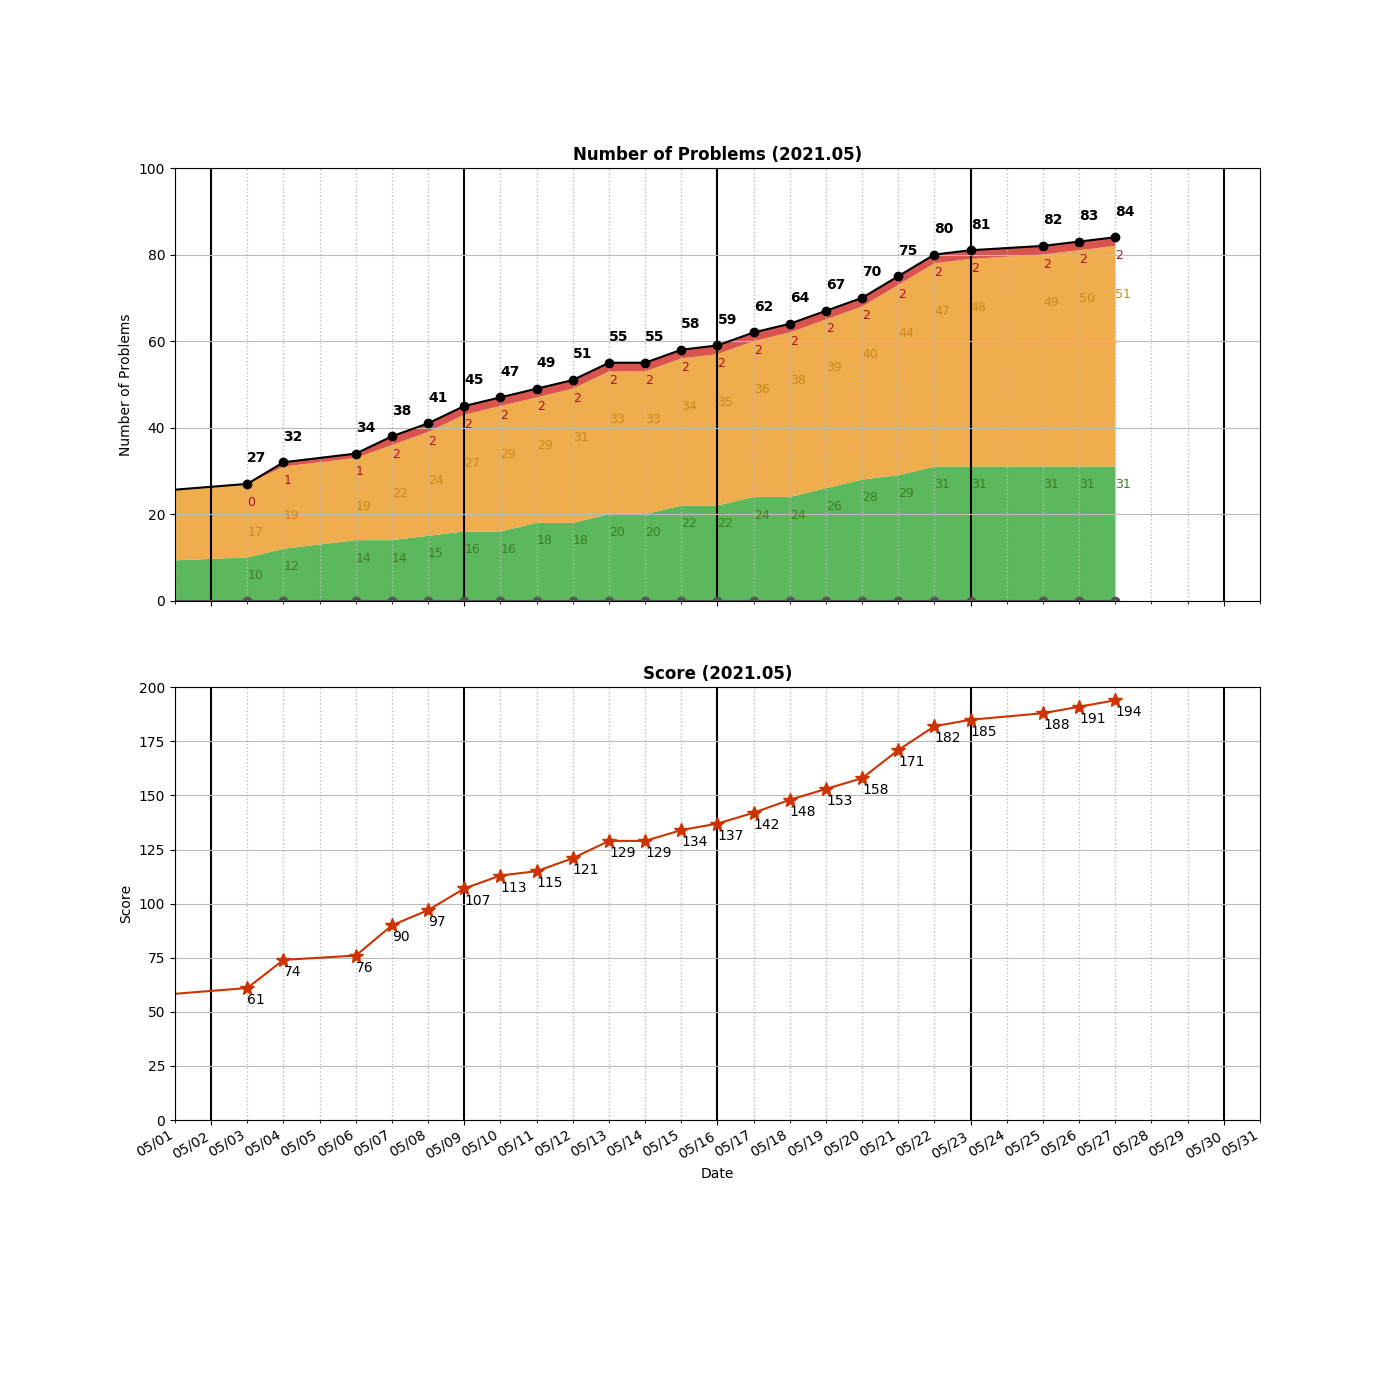 Number of Problems (2021.05)
Number of Problems
100
80
60
40
20
0
27 32 34 38 41 45 47 49 51 55 55 58 59 62 64 67 70 75 80 81 82 83 84
0 1 1 2 2 2 2 2 2 2 2 2 2 2 2 2 2 2 2 2 2 2 2
17 19 19 22 24 27 29 29 31 33 33 34 35 36 38 39 40 44 47 48 49 50 51
10 12 14 14 15 16 16 18 18 20 20 22 22 24 24 26 28 29 31 31 31 31 31
Score (2021.05)
Score
200
175
150
125
100
75
50
25
0
61 74 76 90 97 107 113 115 121 129 129 134 137 142 148 153 158 171 182 185 188 191 194
05/01 05/02 05/03 05/04 05/05 05/06 05/07 05/08 05/09 05/10 05/11 05/12 05/13 05/14 05/15 05/16 05/17 05/18 05/19 05/20 05/21 05/22 05/23 05/24 05/25 05/26 05/27 05/28 05/29 05/30 05/31
Date